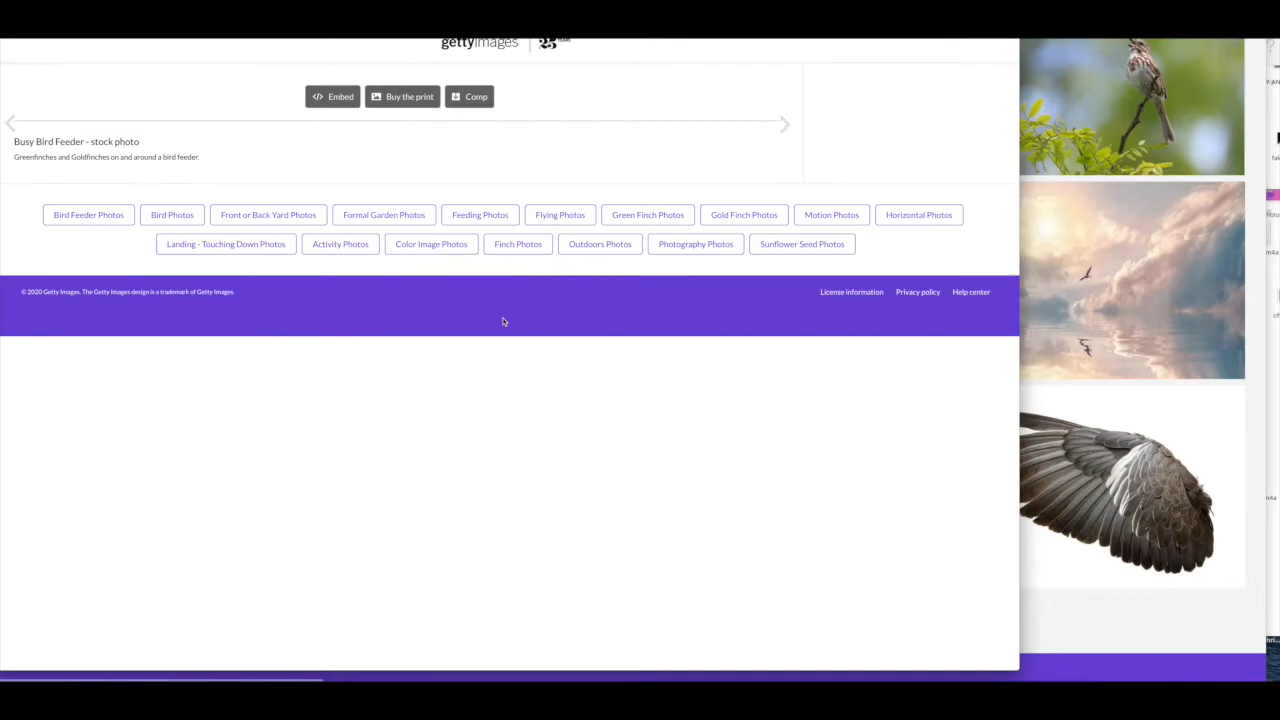 gettyimages 25 YEARS
Embed Buy the print Comp
Busy Bird Feeder - stock photo
Greenfinches and Goldfinches on and around a bird feeder.
Bird Feeder Photos Bird Photos Front or Back Yard Photos Formal Garden Photos Feeding Photos Flying Photos Green Finch Photos Gold Finch Photos Motion Photos Horizontal Photos
Landing - Touching Down Photos Activity Photos Color Image Photos Finch Photos Outdoors Photos Photography Photos Sunflower Seed Photos
© 2020 Getty Images. The Getty Images design is a trademark of Getty Images. License information Privacy policy Help center